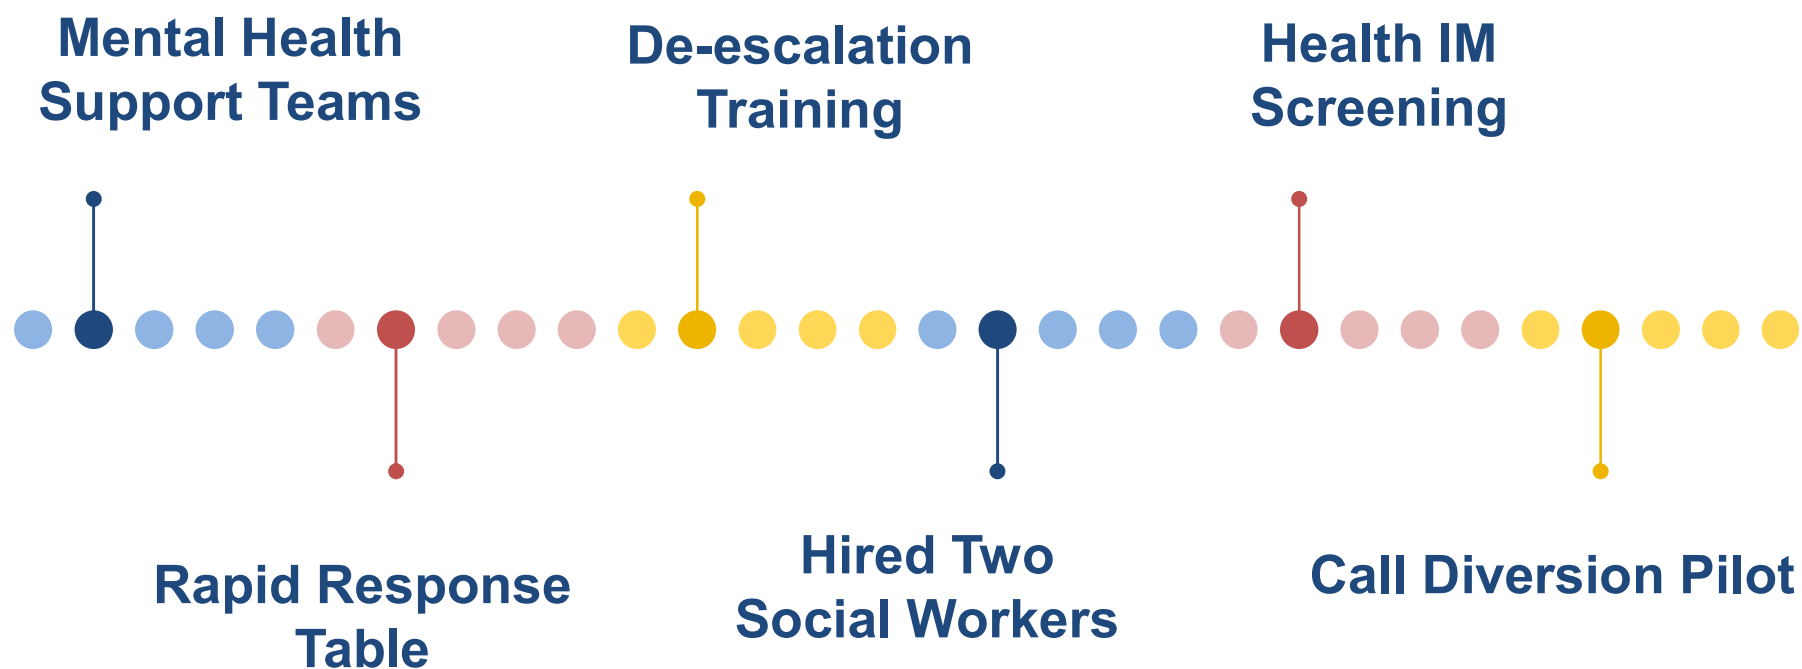 Mental Health
Support Teams
De-escalation
Training
Health IM
Screening
Rapid Response
Table
Hired Two
Social Workers
Call Diversion Pilot